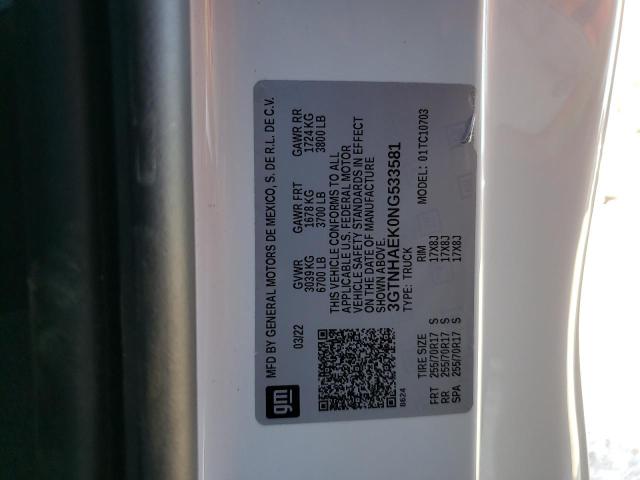 gm
MFD BY GENERAL MOTORS DE MEXICO, S. DE R.L. DE C.V.
03/22 GVWR GAWR FRT GAWR RR
3039 KG 1678 KG 1724 KG
6700 LB 3700 LB 3800 LB
THIS VEHICLE CONFORMS TO ALL
APPLICABLE U.S. FEDERAL MOTOR
VEHICLE SAFETY STANDARDS IN EFFECT
ON THE DATE OF MANUFACTURE
SHOWN ABOVE.
3GTNHAEK0NG533581
8624 TYPE: TRUCK MODEL: 01TC10703
TIRE SIZE RIM
FRT 255/70R17 S 17X8J
RR 255/70R17 S 17X8J
SPA 255/70R17 S 17X8J